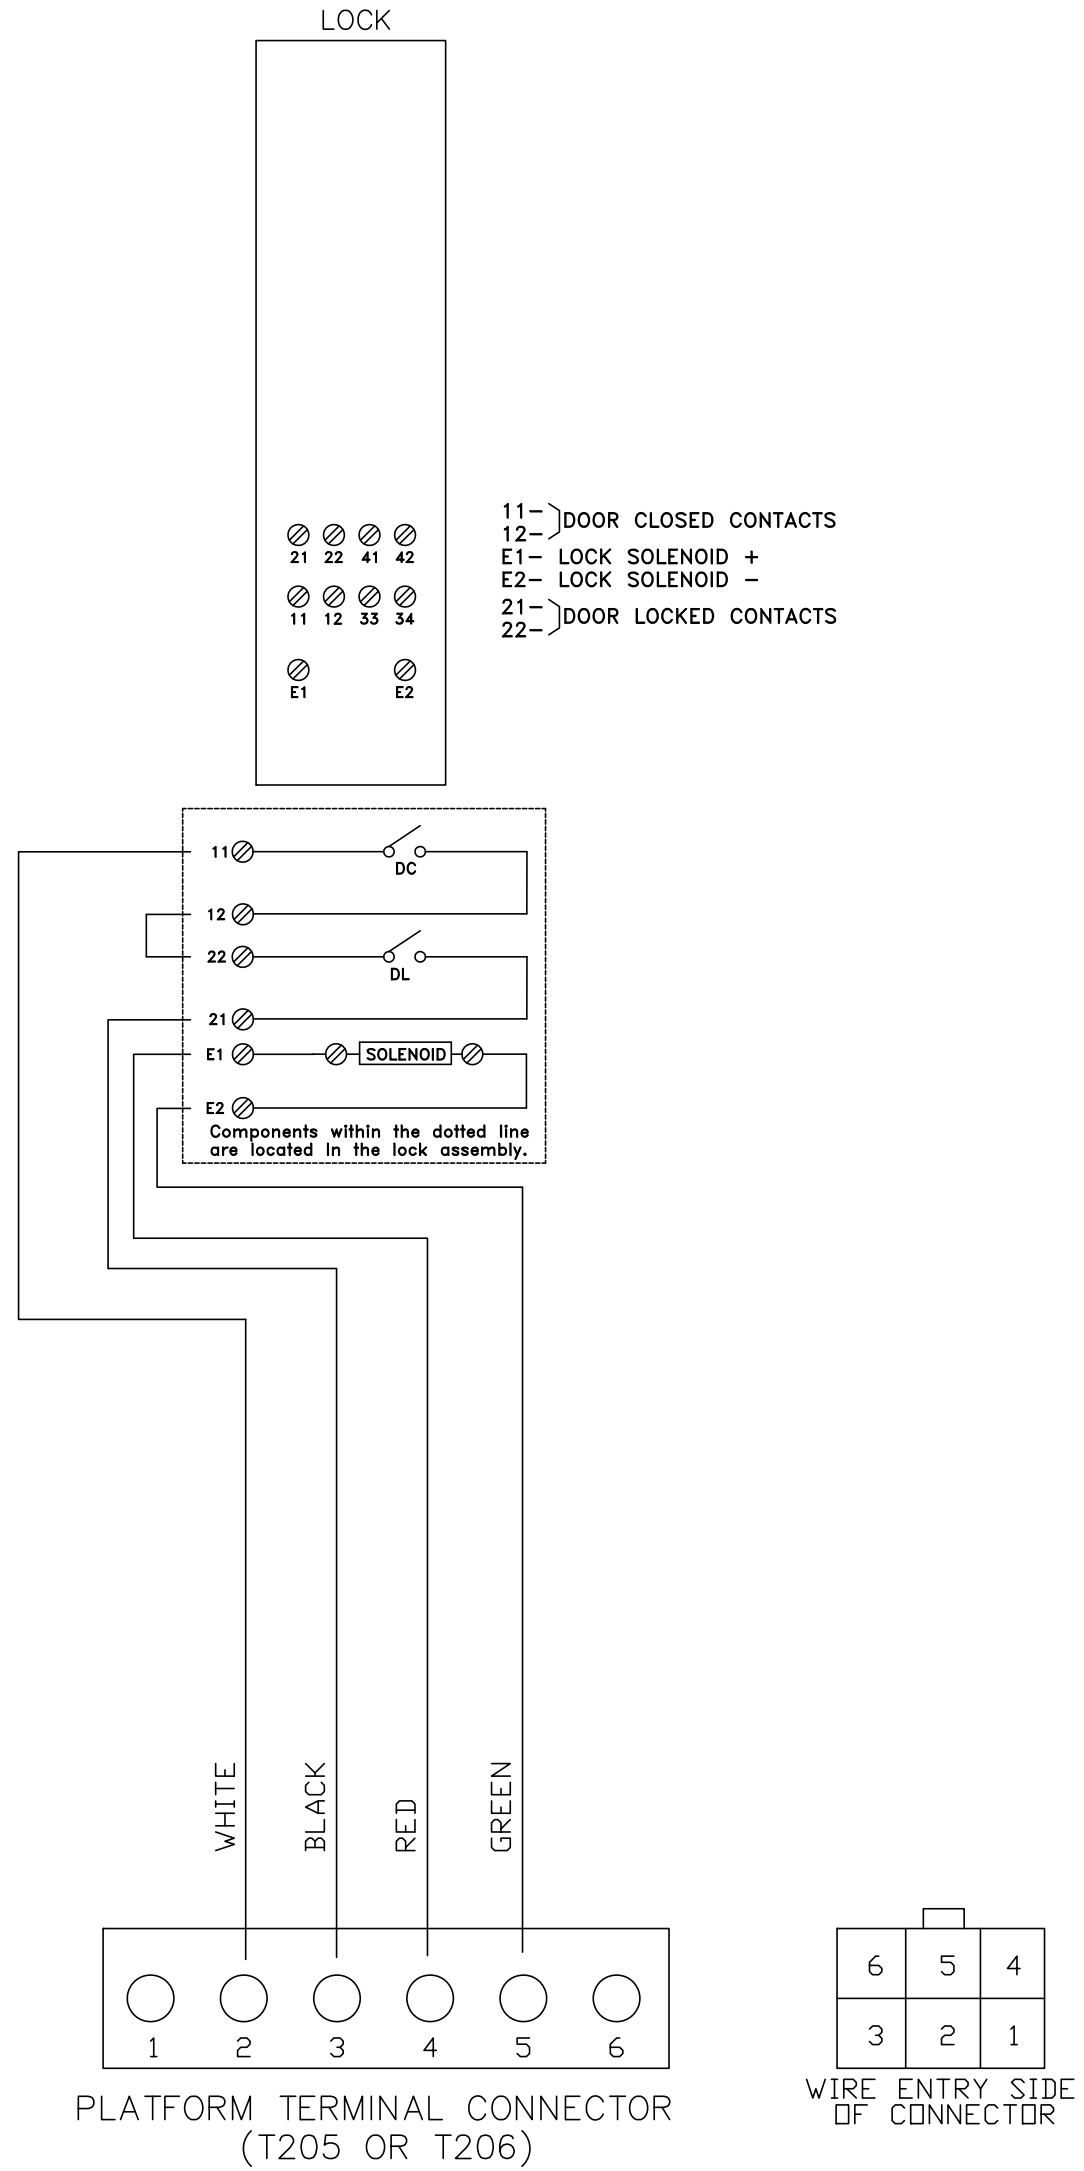 LOCK
11-
12-
DOOR CLOSED CONTACTS
E1- LOCK SOLENOID +
E2- LOCK SOLENOID -
21-
22-
DOOR LOCKED CONTACTS
21 22 41 42
11 12 33 34
E1 E2
11
DC
12
22
DL
21
E1 SOLENOID
E2
Components within the dotted line
are located in the lock assembly.
WHITE
BLACK
RED
GREEN
1 2 3 4 5 6
PLATFORM TERMINAL CONNECTOR
(T205 OR T206)
6 5 4
3 2 1
WIRE ENTRY SIDE
OF CONNECTOR